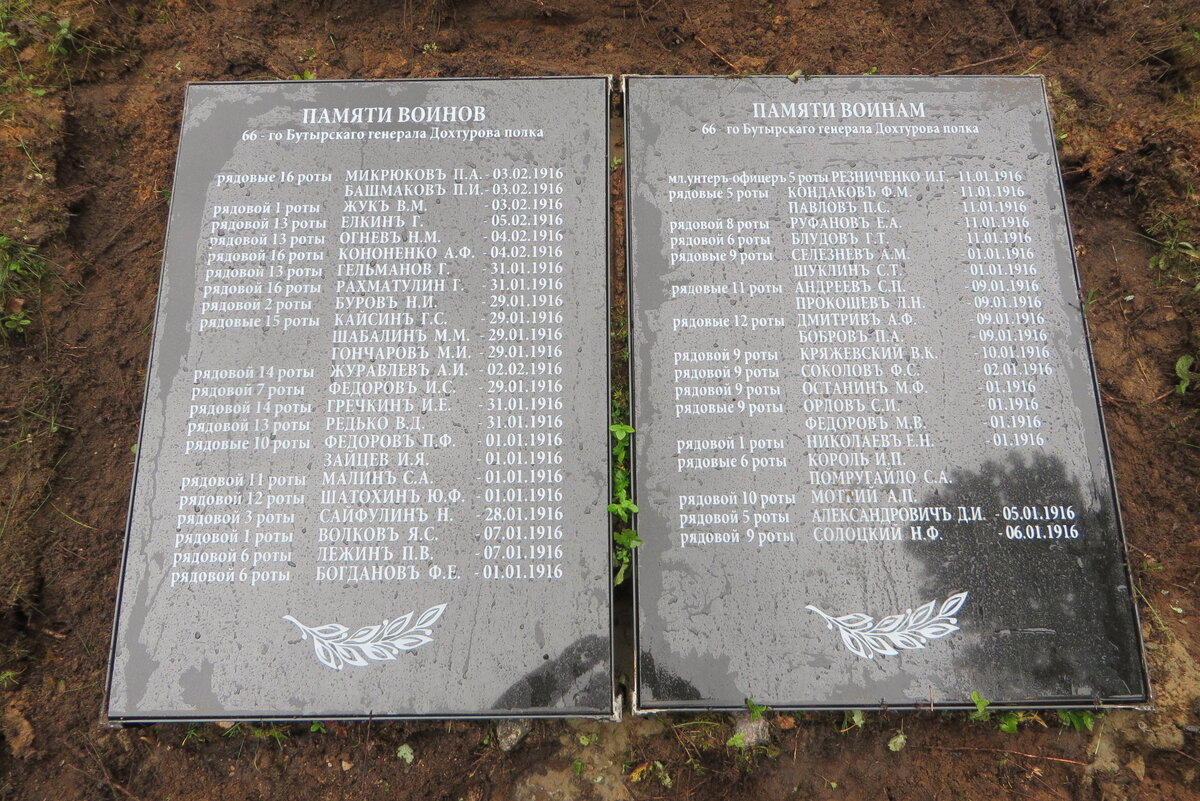 ПАМЯТИ ВОИНОВ
66 - го Бутырскаго генерала Дохтурова полка
рядовые 16 роты МИКРЮКОВЪ П.А. - 03.02.1916
БАШМАКОВЪ П.И. - 03.02.1916
рядовой 1 роты ЖУКЪ В.М. - 03.02.1916
рядовой 13 роты ЕЛКИНЪ Г. - 05.02.1916
рядовой 13 роты ОГНЕВЪ Н.М. - 04.02.1916
рядовой 16 роты КОНОНЕНКО А.Ф. - 04.02.1916
рядовой 13 роты ГЕЛЬМАНОВ Г. - 31.01.1916
рядовой 16 роты РАХМАТУЛИН Г. - 31.01.1916
рядовой 2 роты БУРОВЪ Н.И. - 29.01.1916
рядовые 15 роты КАЙСИНЪ Г.С. - 29.01.1916
ШАБАЛИНЪ М.М. - 29.01.1916
ГОНЧАРОВЪ М.И. - 29.01.1916
рядовой 14 роты ЖУРАВЛЕВЪ А.И. - 02.02.1916
рядовой 7 роты ФЕДОРОВЪ И.С. - 29.01.1916
рядовой 14 роты ГРЕЧКИНЪ И.Е. - 31.01.1916
рядовой 13 роты РЕДЬКО В.Д. - 31.01.1916
рядовые 10 роты ФЕДОРОВЪ П.Ф. - 01.01.1916
ЗАЙЦЕВ И.Я. - 01.01.1916
рядовой 11 роты МАЛИНЪ С.А. - 01.01.1916
рядовой 12 роты ШАТОХИНЪ Ю.Ф. - 01.01.1916
рядовой 3 роты САЙФУЛИНЪ Н. - 28.01.1916
рядовой 1 роты ВОЛКОВЪ Я.С. - 07.01.1916
рядовой 6 роты ЛЕЖИНЪ П.В. - 07.01.1916
рядовой 6 роты БОГДАНОВЪ Ф.Е. - 01.01.1916
ПАМЯТИ ВОИНАМ
66 - го Бутырскаго генерала Дохтурова полка
мл.унтеръ-офицеръ 5 роты РЕЗНИЧЕНКО И.Г. - 11.01.1916
рядовые 5 роты КОНДАКОВЪ Ф.М. 11.01.1916
ПАВЛОВЪ П.С. 11.01.1916
рядовой 8 роты РУФАНОВЪ Е.А. 11.01.1916
рядовой 6 роты БЛУДОВЪ Г.Т. 11.01.1916
рядовые 9 роты СЕЛЕЗНЕВЪ А.М. 01.01.1916
ШУКЛИНЪ С.Т. 01.01.1916
рядовые 11 роты АНДРЕЕВЪ С.П. - 09.01.1916
ПРОКОШЕВЪ Л.Н. - 09.01.1916
рядовые 12 роты ДМИТРИВЪ А.Ф. 09.01.1916
БОБРОВЪ П.А. - 09.01.1916
рядовой 9 роты КРЯЖЕВСКИЙ В.К. - 10.01.1916
рядовой 9 роты СОКОЛОВЪ Ф.С. - 02.01.1916
рядовой 9 роты ОСТАНИНЪ М.Ф. - 01.1916
рядовые 9 роты ОРЛОВЪ С.И. 01.1916
ФЕДОРОВЪ М.В. - 01.1916
рядовой 1 роты НИКОЛАЕВЪ Е.Н. - 01.1916
рядовые 6 роты КОРОЛЬ И.П.
ПОМРУГАЙЛО С.А.
рядовой 10 роты МОТРИЙ А.П.
рядовой 5 роты АЛЕКСАНДРОВИЧЪ Д.И. - 05.01.1916
рядовой 9 роты СОЛОЦКИЙ Н.Ф. - 06.01.1916